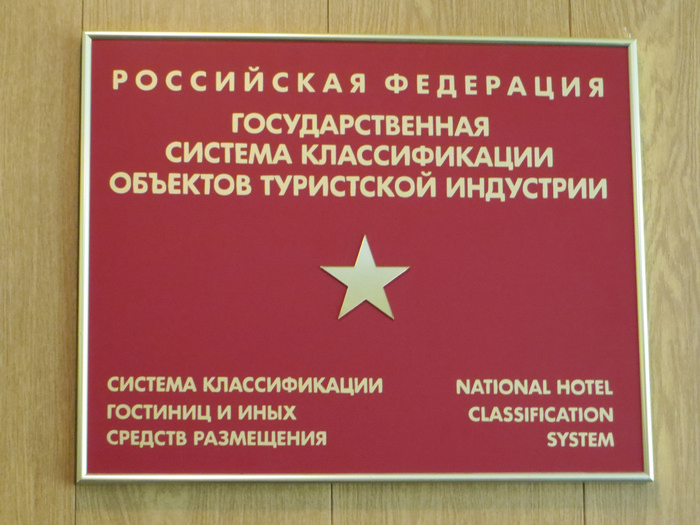 РОССИЙСКАЯ ФЕДЕРАЦИЯ
ГОСУДАРСТВЕННАЯ
СИСТЕМА КЛАССИФИКАЦИИ
ОБЪЕКТОВ ТУРИСТСКОЙ ИНДУСТРИИ
СИСТЕМА КЛАССИФИКАЦИИ
ГОСТИНИЦ И ИНЫХ
СРЕДСТВ РАЗМЕЩЕНИЯ
NATIONAL HOTEL
CLASSIFICATION
SYSTEM